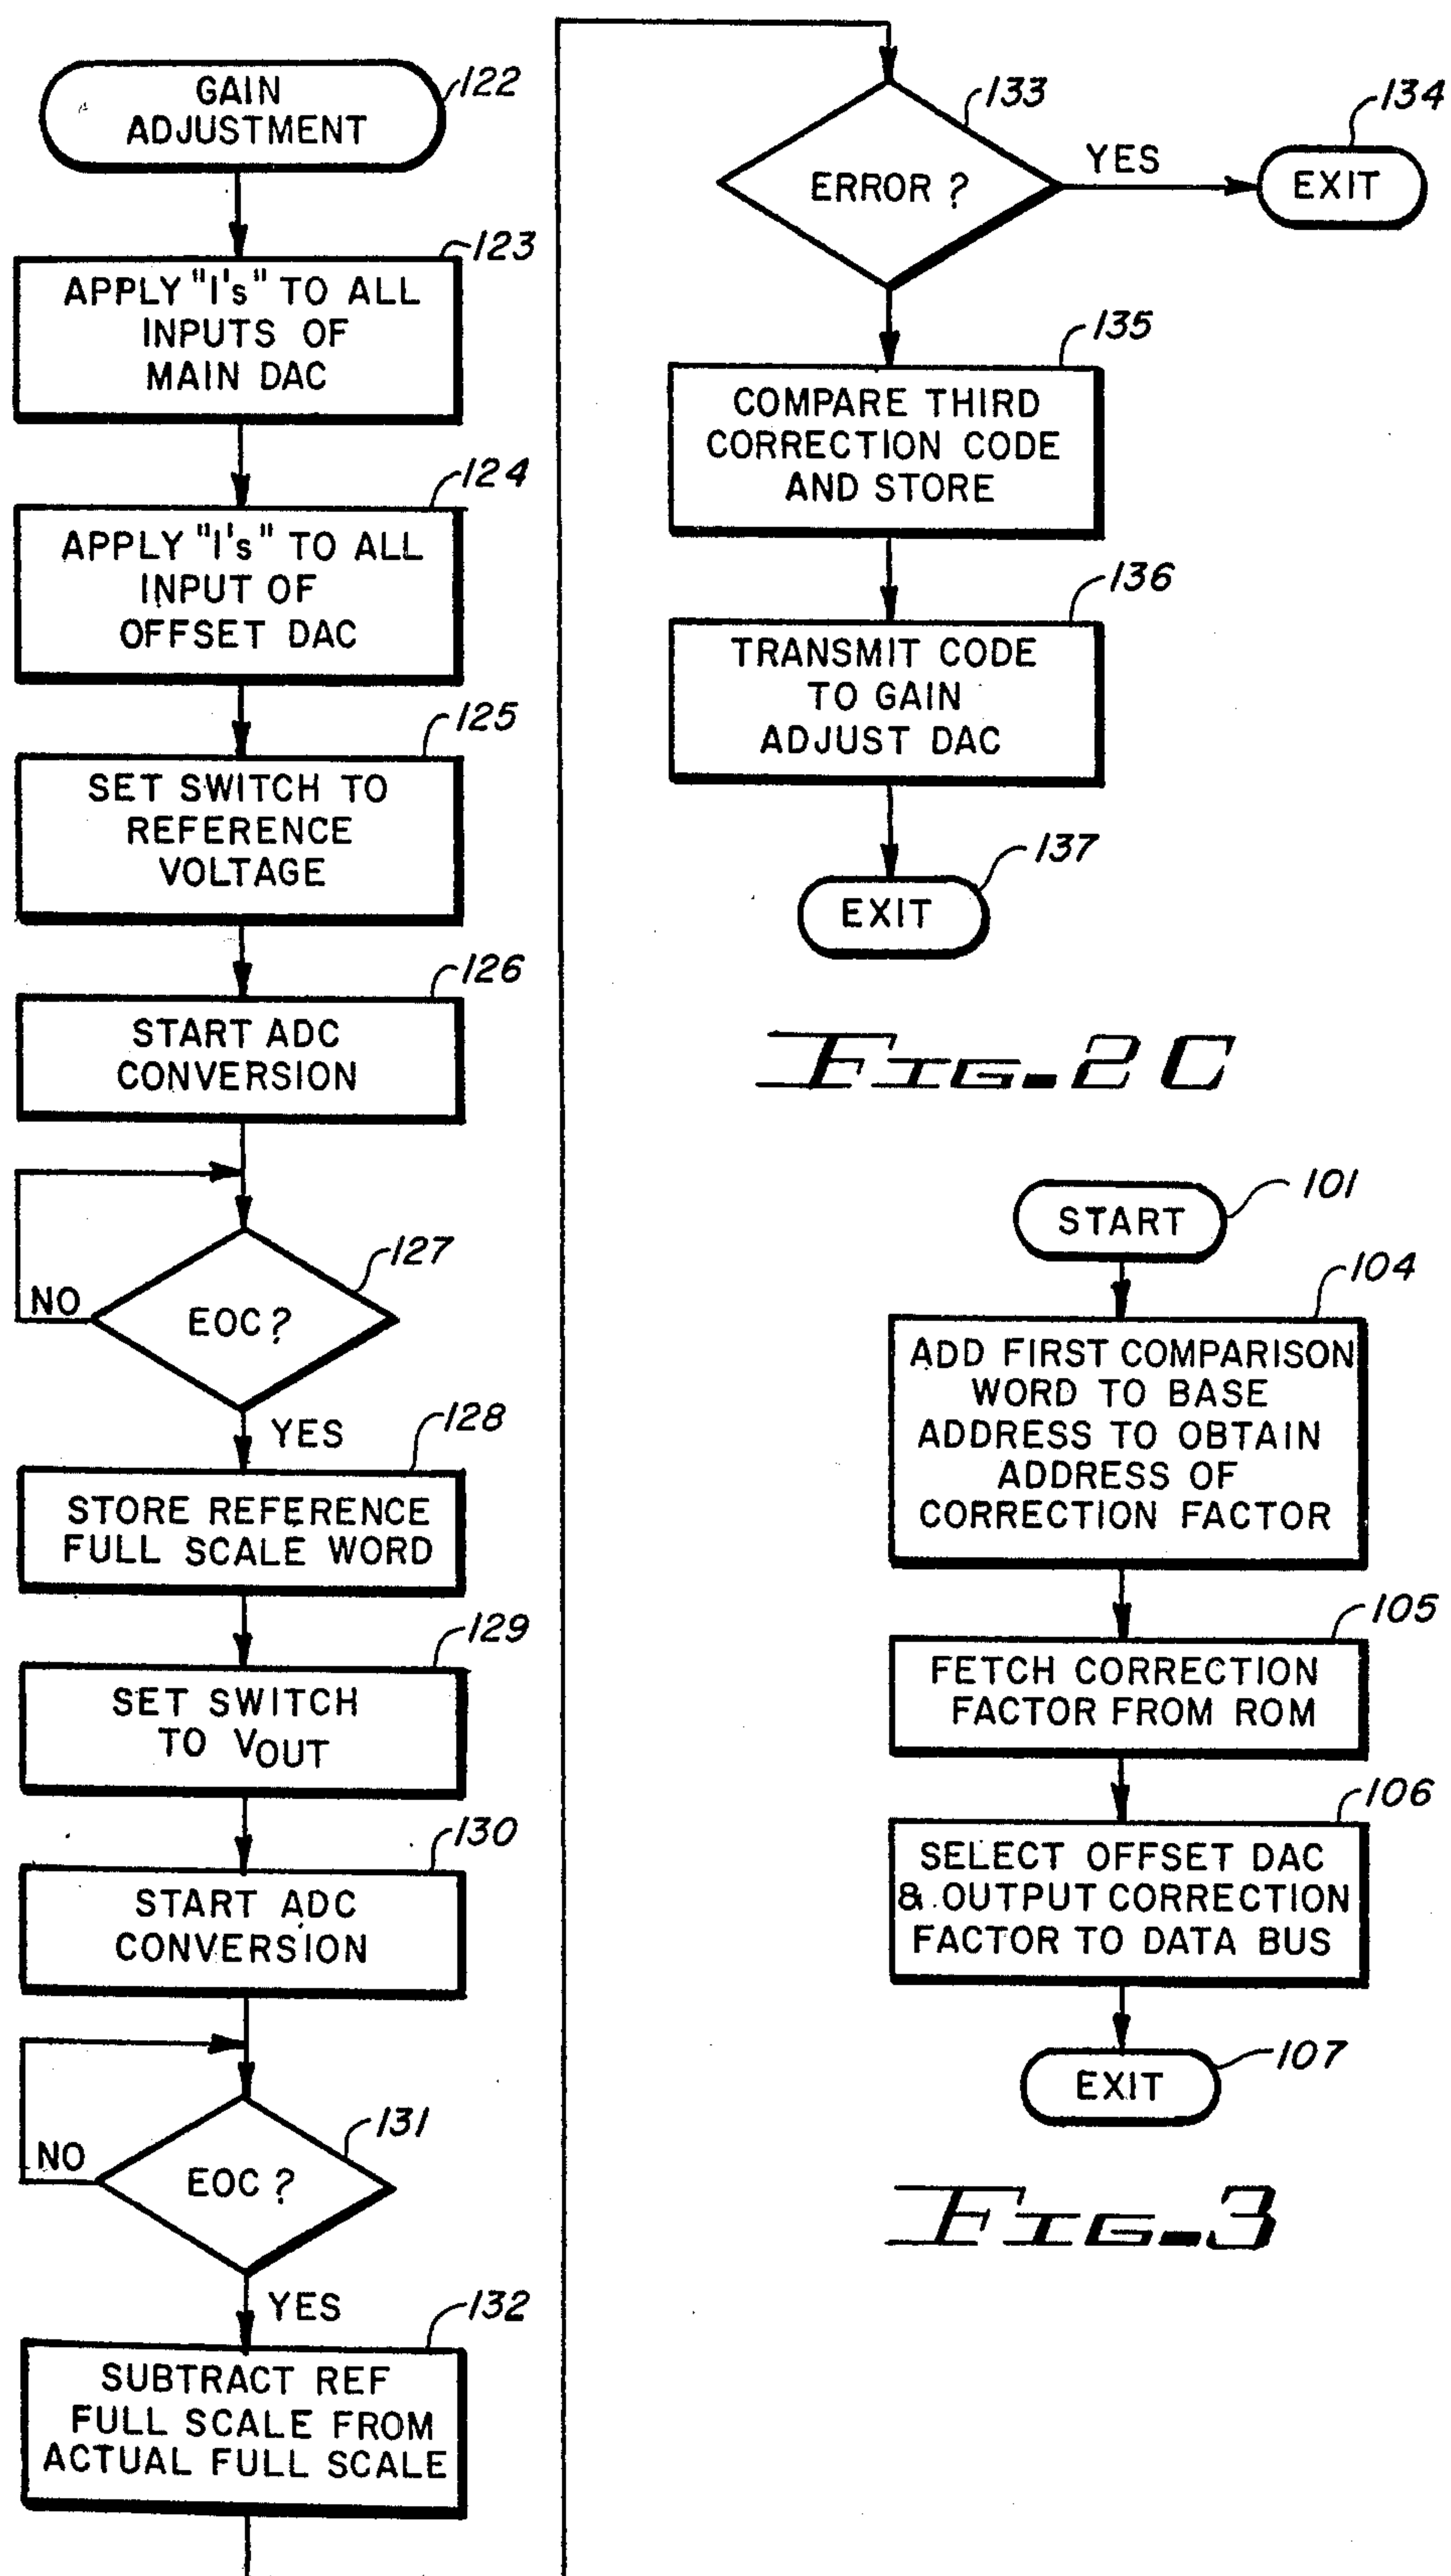 GAIN
ADJUSTMENT
122
123
APPLY "1's" TO ALL
INPUTS OF
MAIN DAC
124
APPLY "1's" TO ALL
INPUT OF
OFFSET DAC
125
SET SWITCH TO
REFERENCE
VOLTAGE
126
START ADC
CONVERSION
127
EOC?
NO
YES
128
STORE REFERENCE
FULL SCALE WORD
129
SET SWITCH
TO VOUT
130
START ADC
CONVERSION
131
EOC?
NO
YES
132
SUBTRACT REF
FULL SCALE FROM
ACTUAL FULL SCALE
133
ERROR ?
YES
134
EXIT
135
COMPARE THIRD
CORRECTION CODE
AND STORE
136
TRANSMIT CODE
TO GAIN
ADJUST DAC
137
EXIT
FIG-2C
101
START
104
ADD FIRST COMPARISON
WORD TO BASE
ADDRESS TO OBTAIN
ADDRESS OF
CORRECTION FACTOR
105
FETCH CORRECTION
FACTOR FROM ROM
106
SELECT OFFSET DAC
& OUTPUT CORRECTION
FACTOR TO DATA BUS
107
EXIT
FIG-3